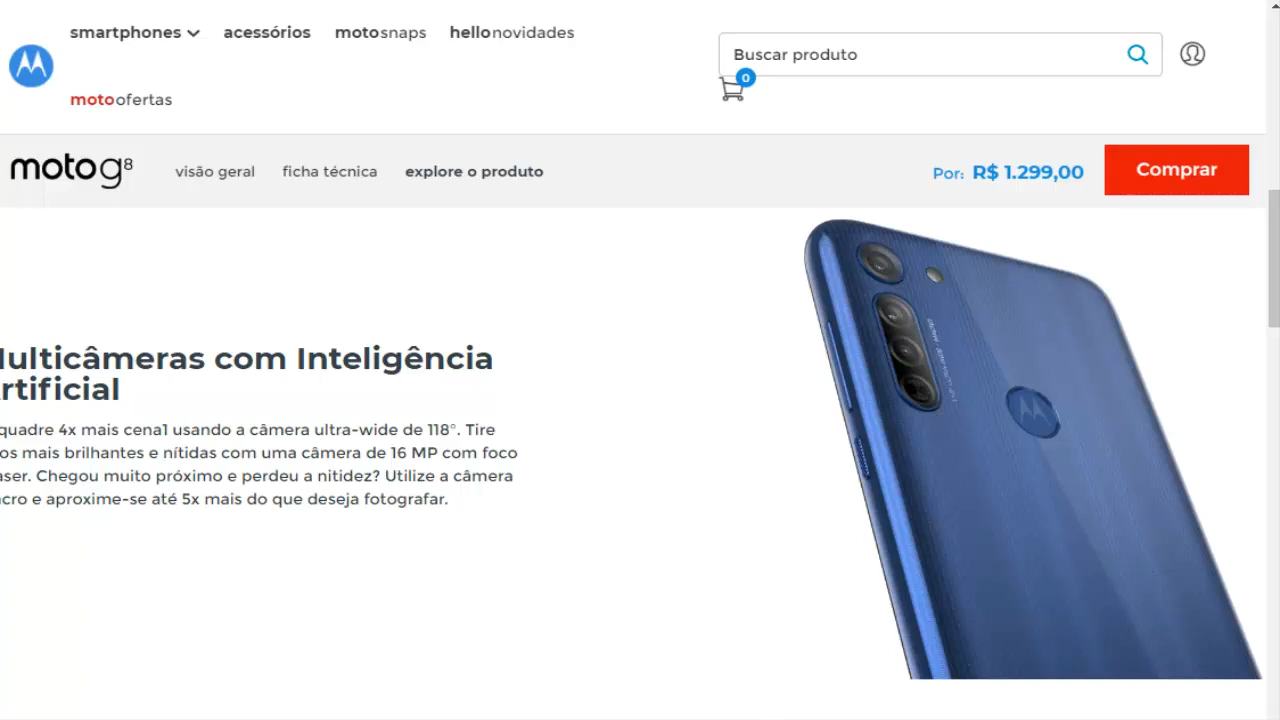 smartphones
acessórios
motosnaps
hellonovidades
Buscar produto
0
motoofertas
moto g8
visão geral
ficha técnica
explore o produto
Por: R$ 1.299,00
Comprar
ulticâmeras com Inteligência
rtificial
quadre 4x mais cena1 usando a câmera ultra-wide de 118°. Tire
os mais brilhantes e nítidas com uma câmera de 16 MP com foco
aser. Chegou muito próximo e perdeu a nitidez? Utilize a câmera
cro e aproxime-se até 5x mais do que deseja fotografar.